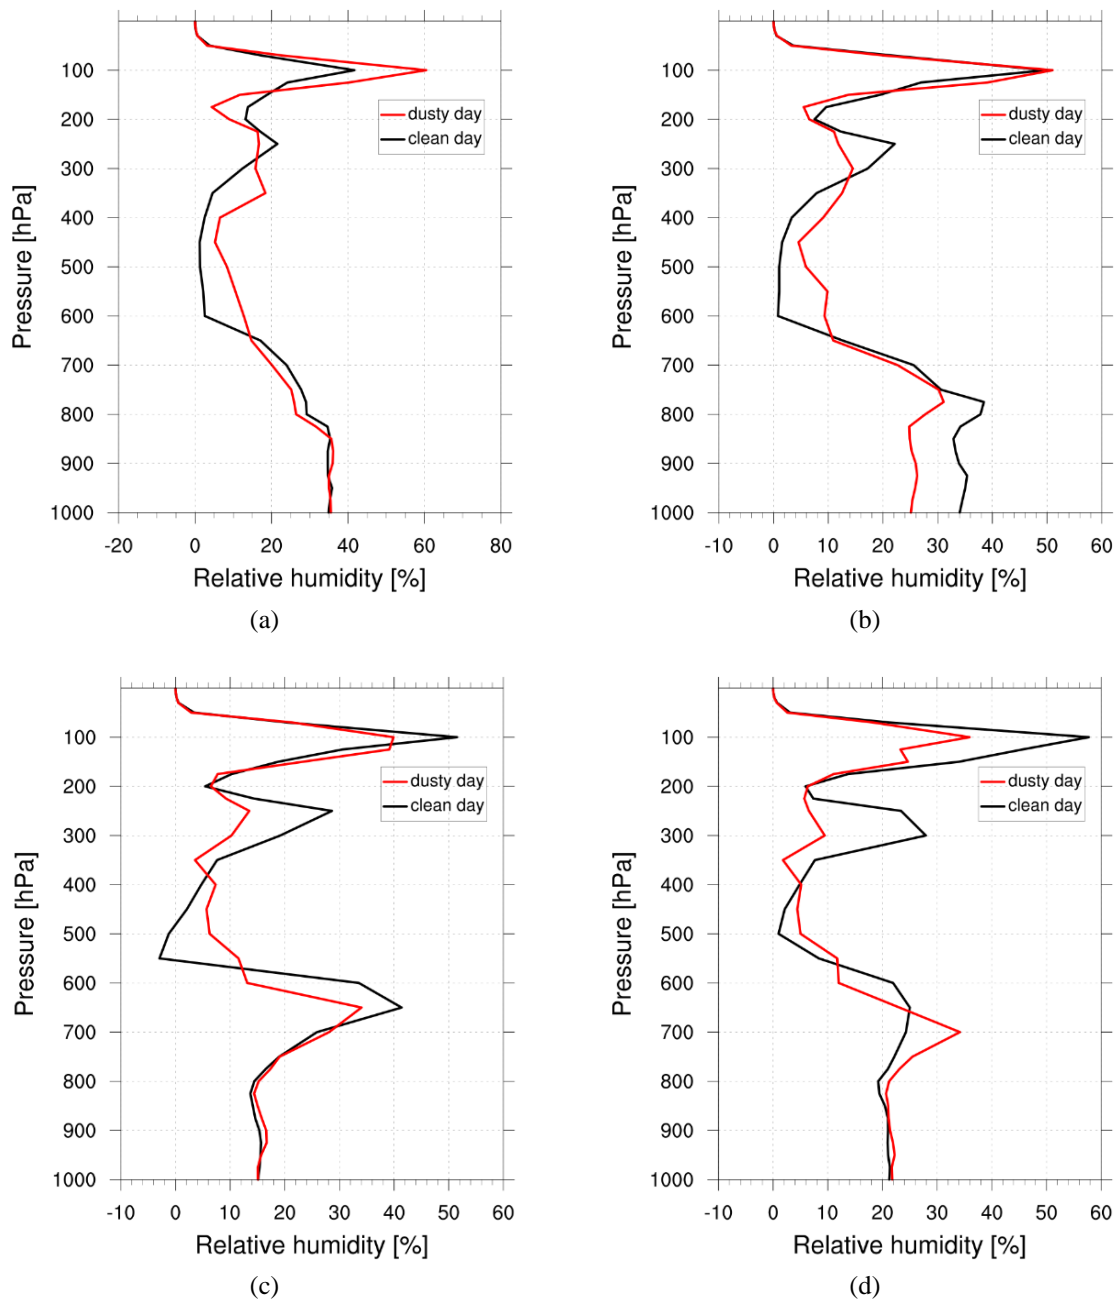 100
200
300
400
500
600
700
800
900
1000
Pressure [hPa]
dusty day
clean day
-20 0 20 40 60 80
Relative humidity [%]
(a)
100
200
300
400
500
600
700
800
900
1000
Pressure [hPa]
dusty day
clean day
-10 0 10 20 30 40 50 60
Relative humidity [%]
(b)
100
200
300
400
500
600
700
800
900
1000
Pressure [hPa]
dusty day
clean day
-10 0 10 20 30 40 50 60
Relative humidity [%]
(c)
100
200
300
400
500
600
700
800
900
1000
Pressure [hPa]
dusty day
clean day
-10 0 10 20 30 40 50 60
Relative humidity [%]
(d)